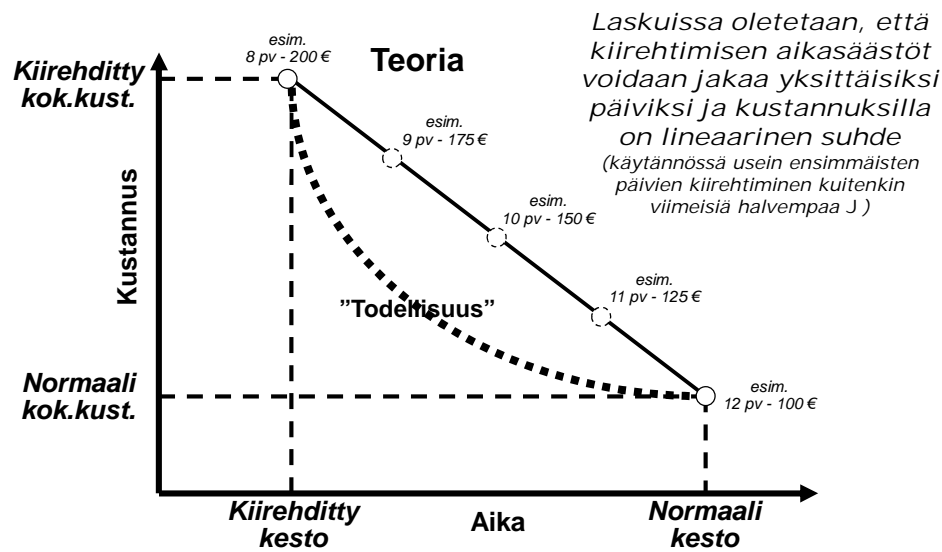 Laskuissa oletetaan, että
kiirehtimisen aikasäästöt
voidaan jakaa yksittäisiksi
päiviksi ja kustannuksilla
on lineaarinen suhde
(käytännössä usein ensimmäisten
päivien kiirehtiminen kuitenkin
viimeisiä halvempaa J )
Teoria
esim.
8 pv - 200 €
Kiirehditty
kok.kust.
esim.
9 pv - 175 €
esim.
10 pv - 150 €
Kustannus
”Todellisuus”
esim.
11 pv - 125 €
Normaali
kok.kust.
esim.
12 pv - 100 €
Kiirehditty
kesto
Aika
Normaali
kesto